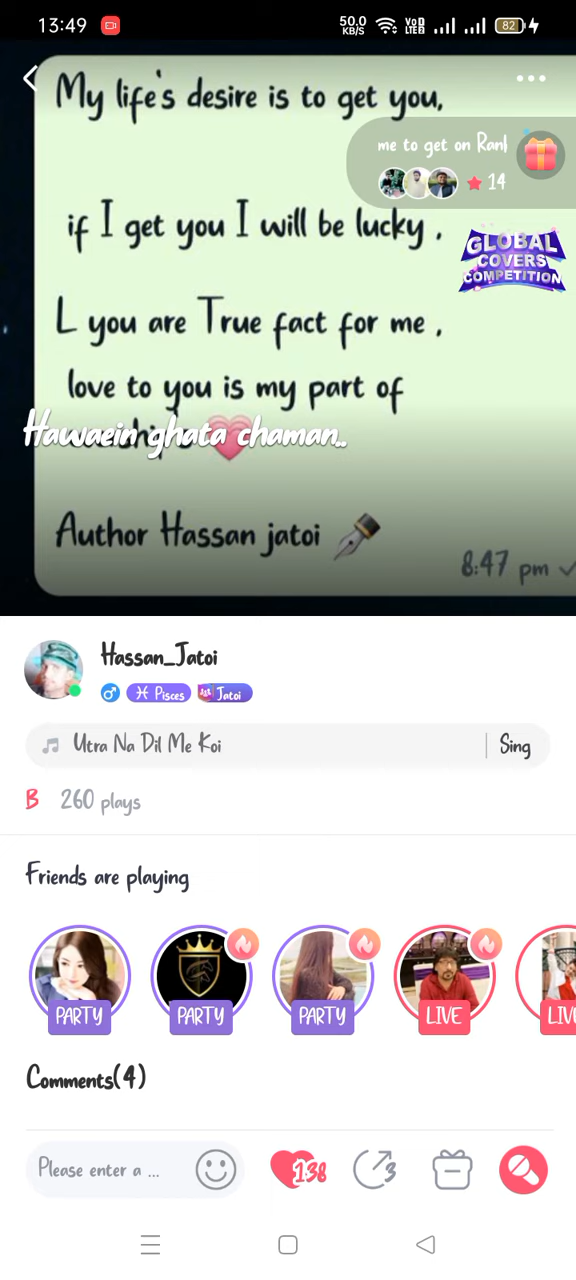 13:49
50.0 KB/S
VoD LTE2
82
My life's desire is to get you,
me to get on Ran
14
if I get you I will be lucky .
GLOBAL
COVERS
COMPETITION
L you are True fact for me ,
love to you is my part of
Hawaein ghata chaman..
Author Hassan jatoi
8:47 pm
Hassan_Jatoi
Pisces
Jatoi
Utra Na Dil Me Koi
Sing
B 260 plays
Friends are playing
PARTY
PARTY
PARTY
LIVE
LIV
Comments(4)
Please enter a ...
138
3